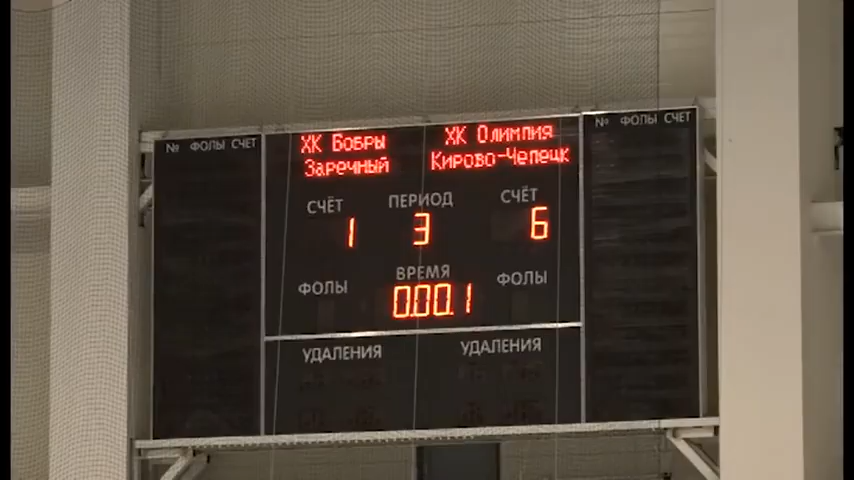 № ФОЛЫ СЧЕТ
ХК Бобры
Заречный
ХК Олимпия
Кирово-Чепецк
№ ФОЛЫ СЧЕТ
СЧЁТ ПЕРИОД СЧЁТ
1 3 6
ФОЛЫ ВРЕМЯ ФОЛЫ
0.00.1
УДАЛЕНИЯ УДАЛЕНИЯ